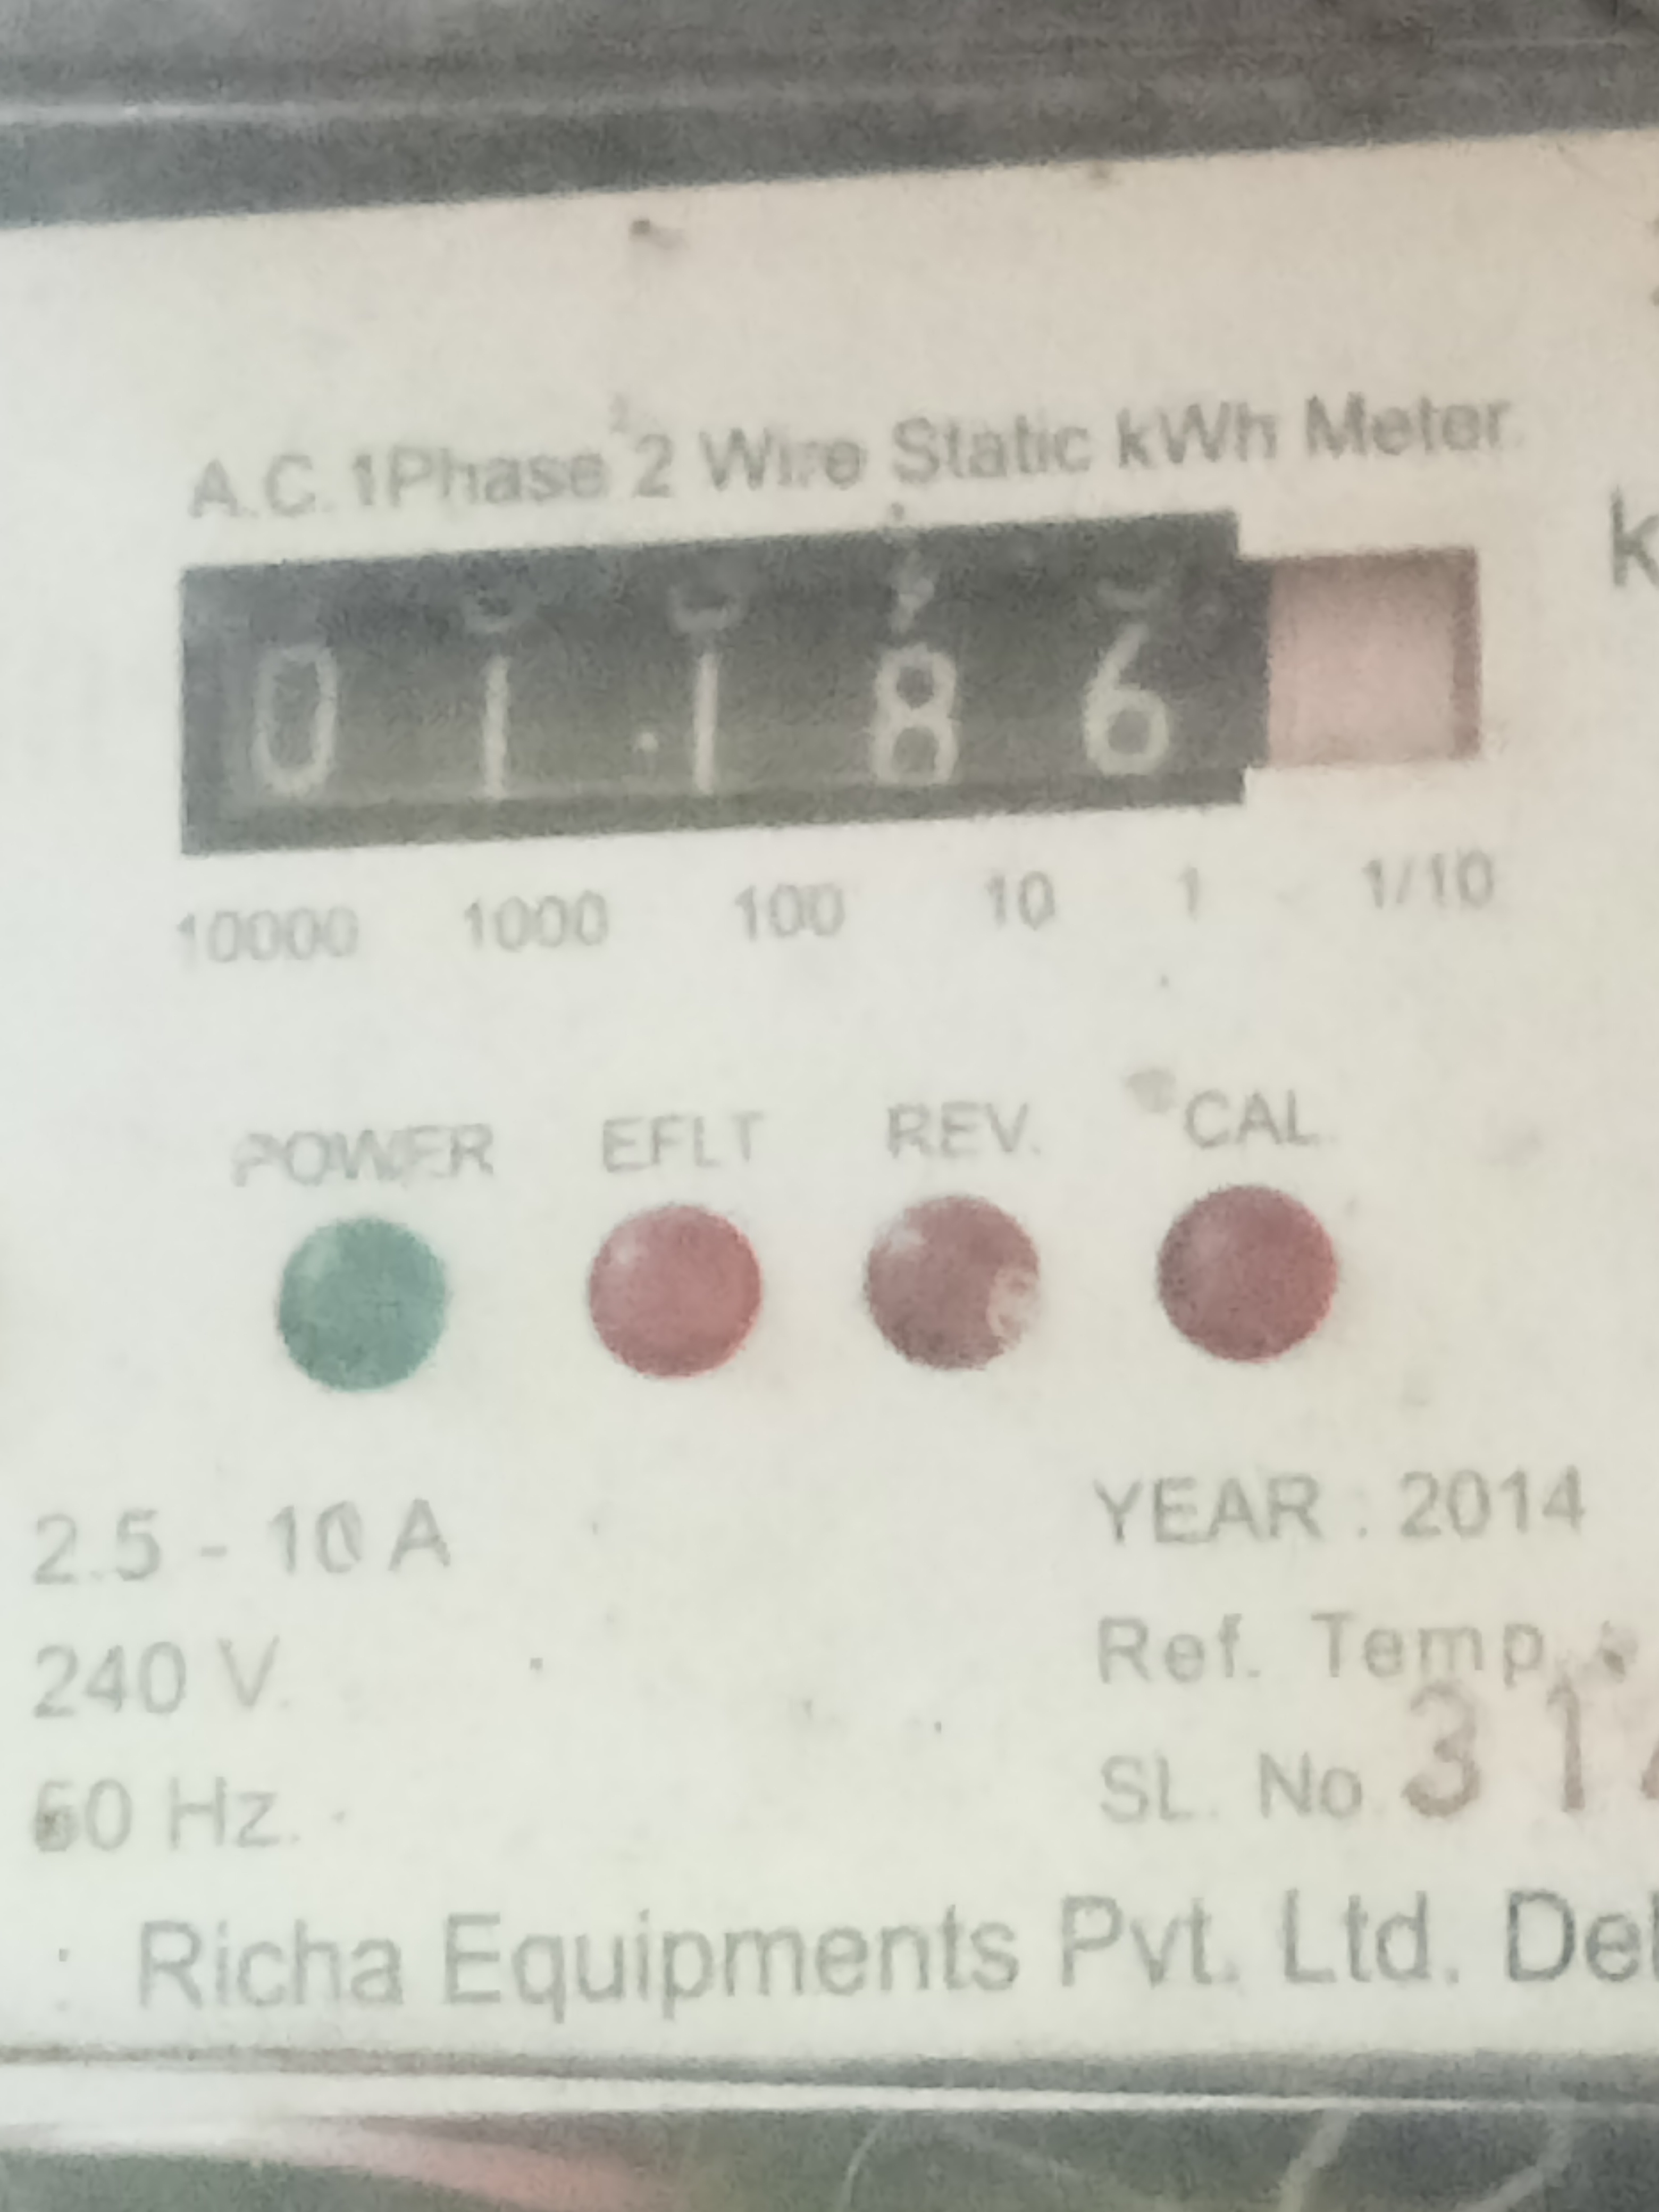 A.C. 1Phase 2 Wire Static kWh Meter
0 1 1 8 6
10000 1000 100 10 1 1/10
POWER EFLT REV. CAL.
2.5 - 10 A
YEAR : 2014
240 V.
Ref. Temp.
50 Hz.
SL. No. 31
Richa Equipments Pvt. Ltd.